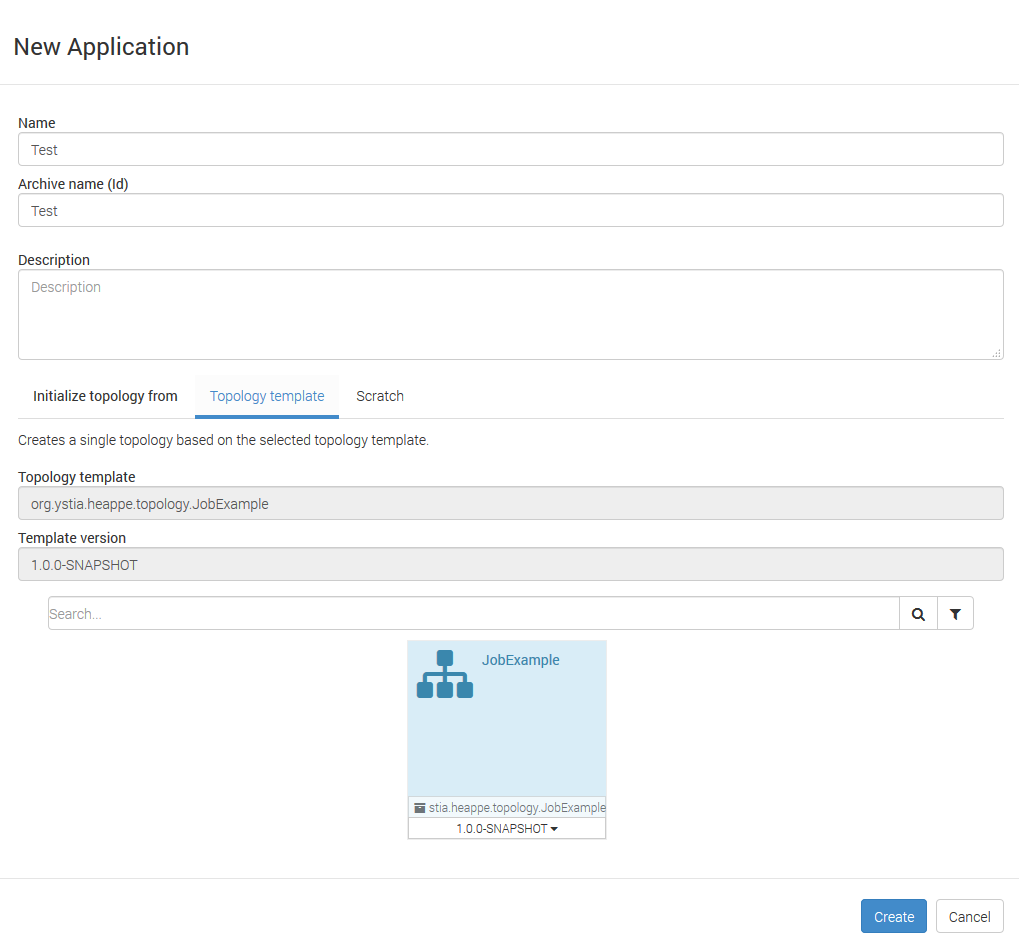 New Application
Name
Test
Archive name (Id)
Test
Description
Description
Initialize topology from Topology template Scratch
Creates a single topology based on the selected topology template.
Topology template
org.ystia.heappe.topology.JobExample
Template version
1.0.0-SNAPSHOT
Search...
JobExample
stia.heappe.topology.JobExample
1.0.0-SNAPSHOT
Create Cancel